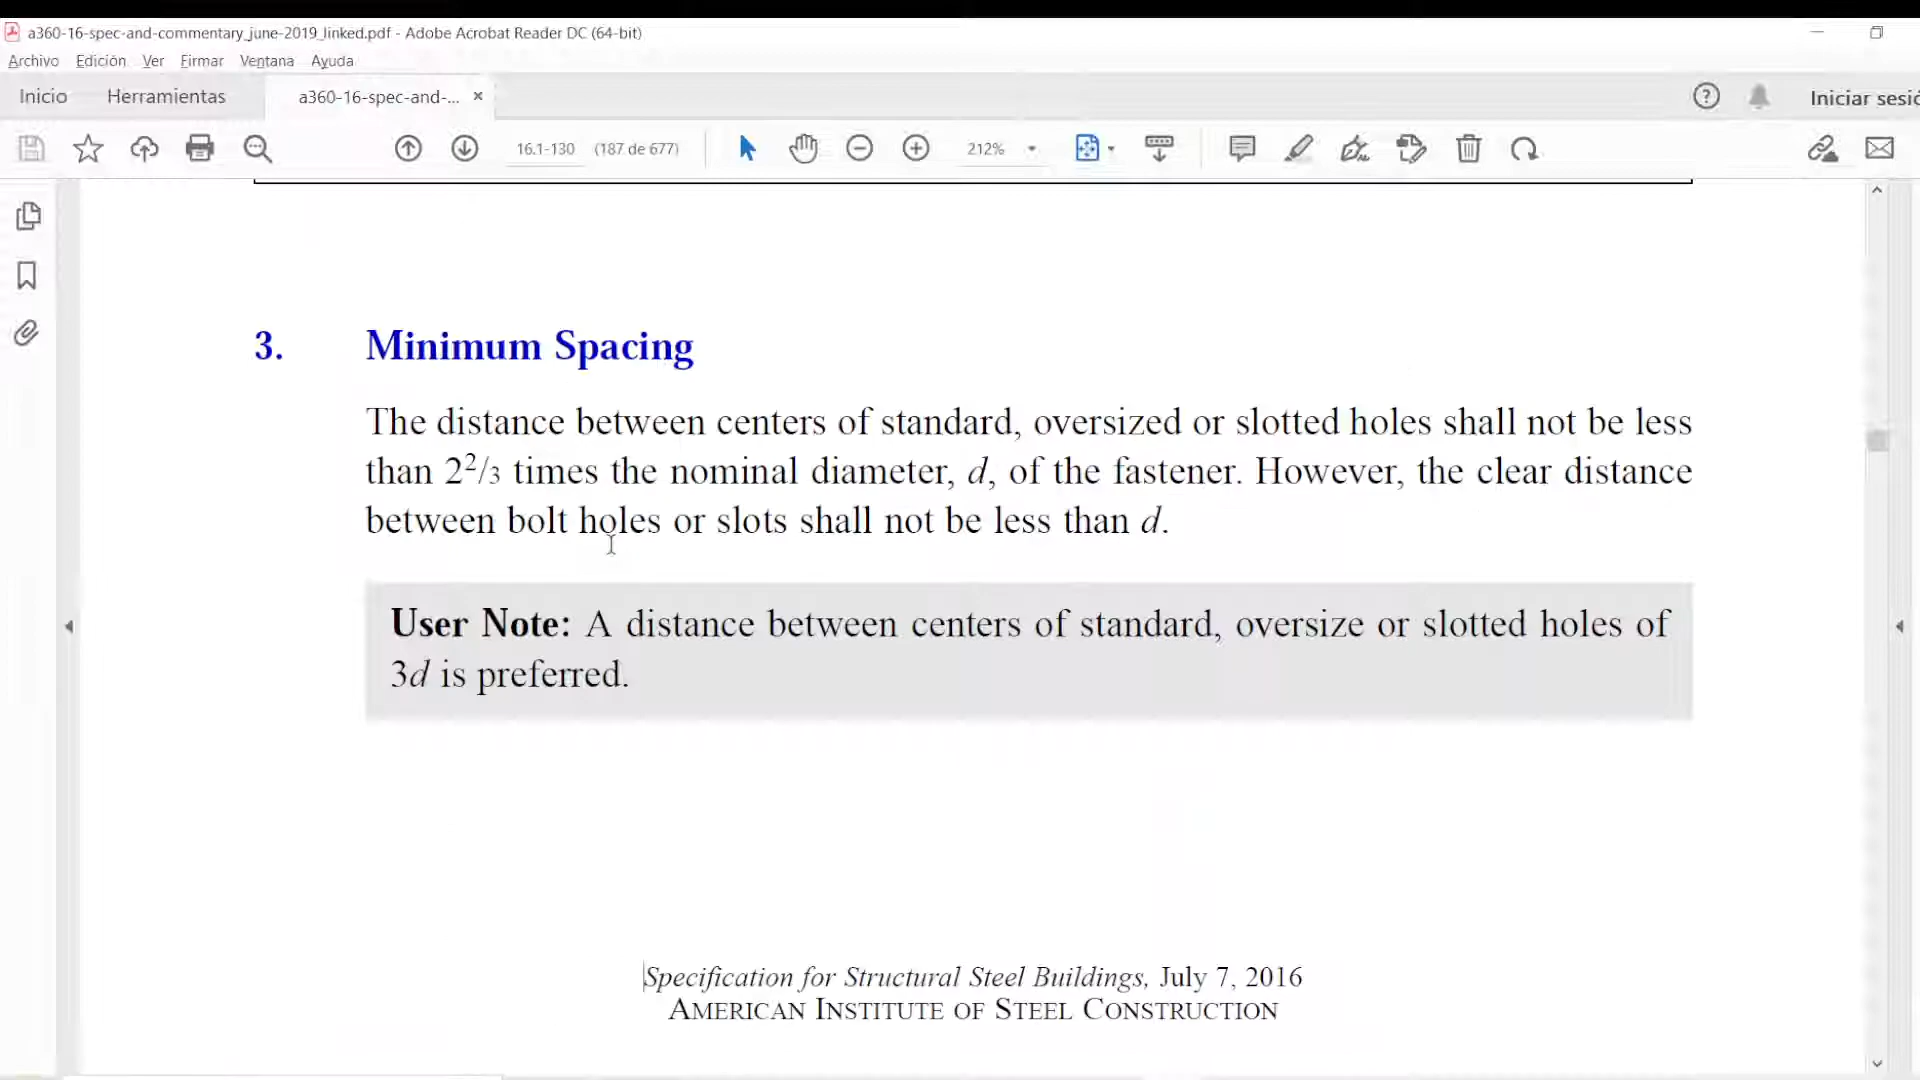 a360-16-spec-and-commentary_june-2019_linked.pdf - Adobe Acrobat Reader DC (64-bit)
Archivo Edición Ver Firmar Ventana Ayuda
Inicio Herramientas a360-16-spec-and-... × Iniciar sesió
16.1-130 (187 de 677) 212%
3. Minimum Spacing
The distance between centers of standard, oversized or slotted holes shall not be less
than 2²/₃ times the nominal diameter, d, of the fastener. However, the clear distance
between bolt holes or slots shall not be less than d.
User Note: A distance between centers of standard, oversize or slotted holes of
3d is preferred.
Specification for Structural Steel Buildings, July 7, 2016
AMERICAN INSTITUTE OF STEEL CONSTRUCTION